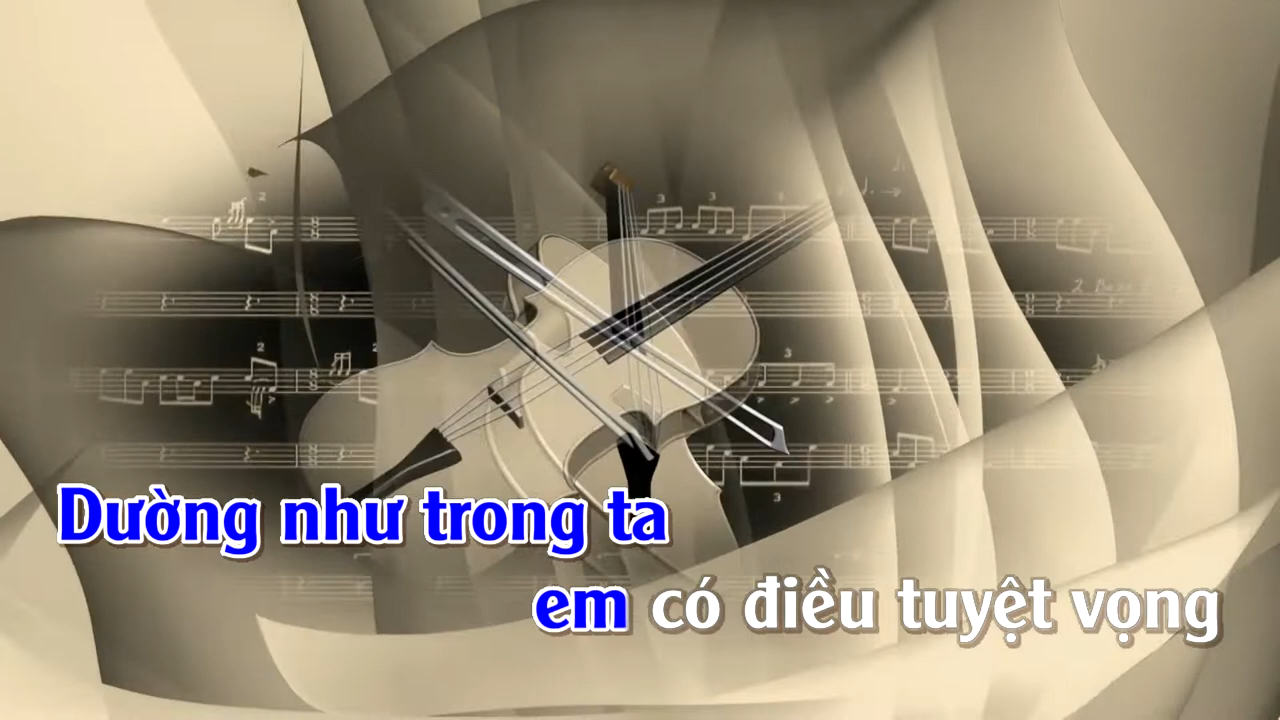 Dường như trong ta
em có điều tuyệt vọng